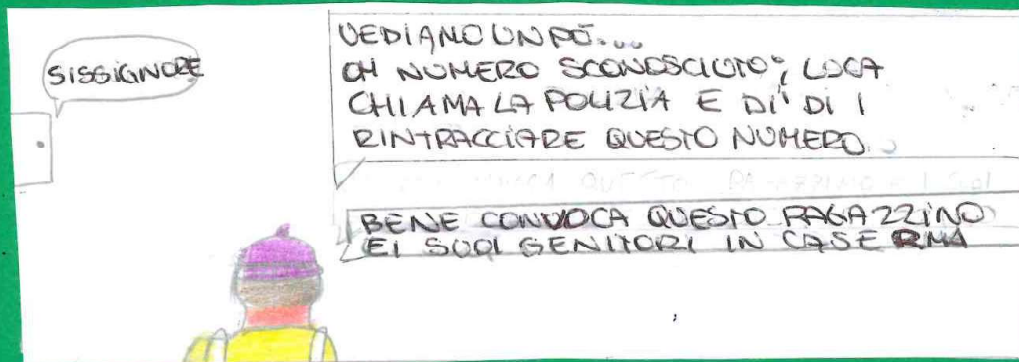 SISSIGNORE
VEDIAMO UN PO'...
OH NUMERO SCONOSCIUTO; LUCA
CHIAMA LA POLIZIA E DI' DI
RINTRACCIARE QUESTO NUMERO.
QUESTO
BENE CONVOCA QUESTO RAGAZZINO
E I SUOI GENITORI IN CASERMA